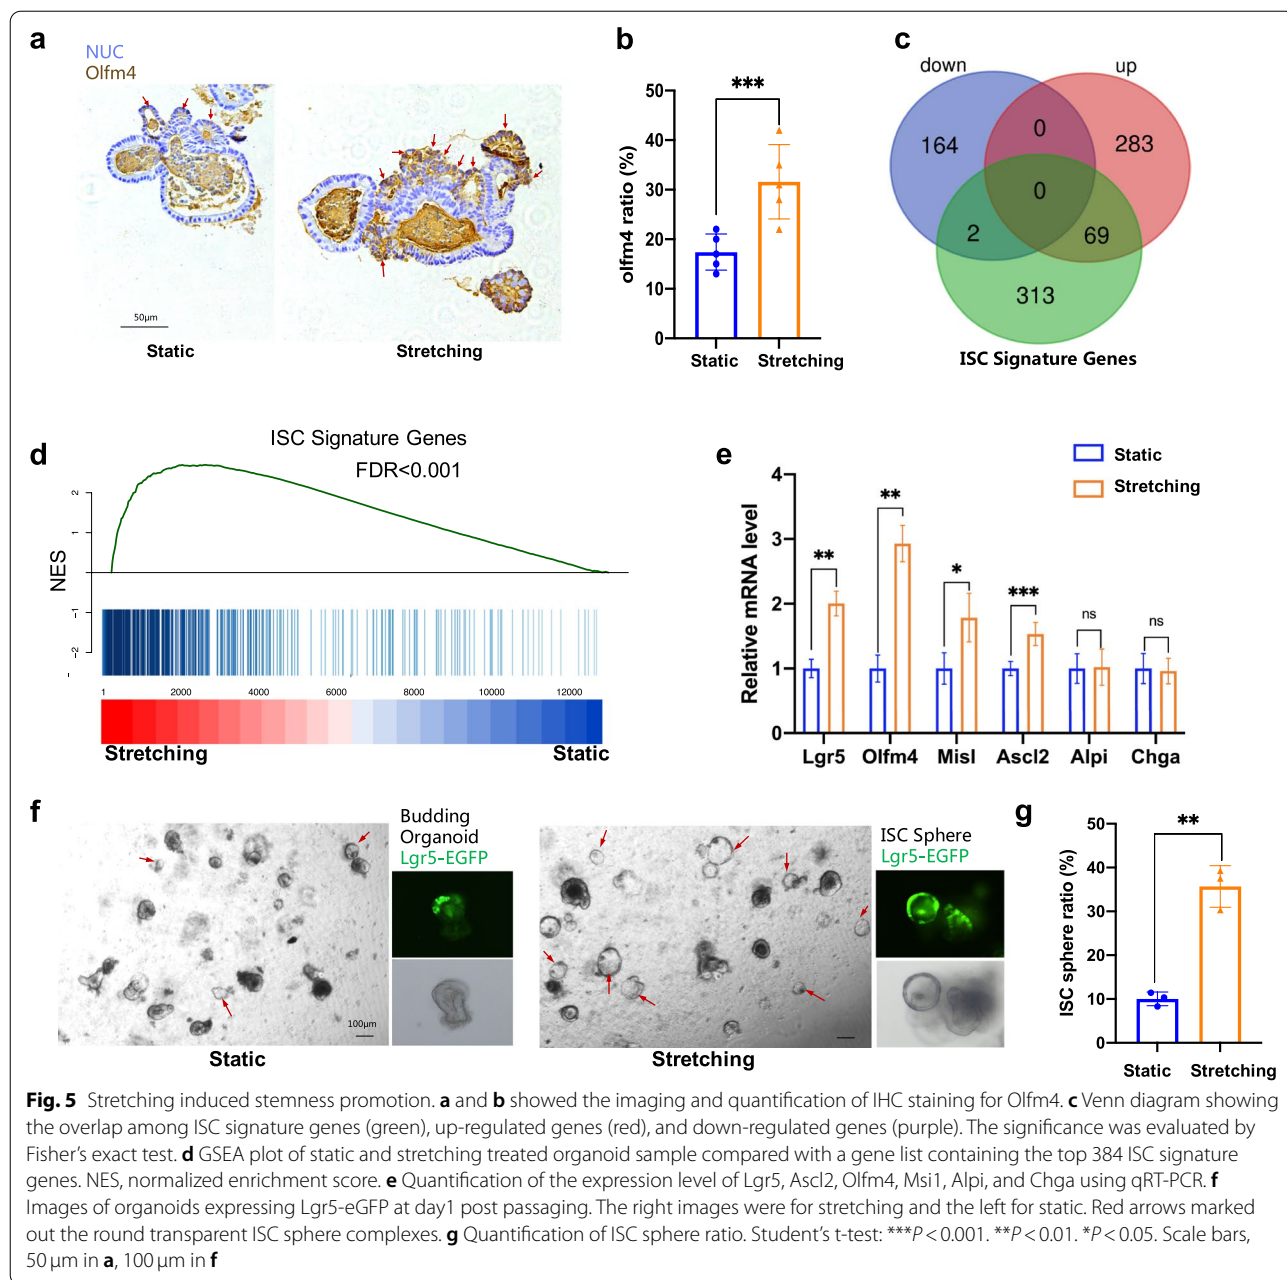 a
NUC
Olfm4
50μm
Static
Stretching
b
***
olfm4 ratio (%)
50
40
30
20
10
0
Static
Stretching
c
down
up
164
0
283
0
2
69
313
ISC Signature Genes
d
ISC Signature Genes
FDR<0.001
NES
2
1
-1
-2
-
1
2000
4000
6000
8000
10000
12000
Stretching
Static
e
Static
Stretching
Relative mRNA level
4
3
2
1
0
**
**
*
***
ns
ns
Lgr5
Olfm4
Misl
Ascl2
Alpi
Chga
f
Budding
Organoid
Lgr5-EGFP
100μm
Static
ISC Sphere
Lgr5-EGFP
Stretching
g
**
ISC sphere ratio (%)
50
40
30
20
10
0
Static
Stretching
Fig. 5 Stretching induced stemness promotion. a and b showed the imaging and quantification of IHC staining for Olfm4. c Venn diagram showing
the overlap among ISC signature genes (green), up-regulated genes (red), and down-regulated genes (purple). The significance was evaluated by
Fisher's exact test. d GSEA plot of static and stretching treated organoid sample compared with a gene list containing the top 384 ISC signature
genes. NES, normalized enrichment score. e Quantification of the expression level of Lgr5, Ascl2, Olfm4, Msi1, Alpi, and Chga using qRT-PCR. f
Images of organoids expressing Lgr5-eGFP at day1 post passaging. The right images were for stretching and the left for static. Red arrows marked
out the round transparent ISC sphere complexes. g Quantification of ISC sphere ratio. Student's t-test: ***P < 0.001. **P < 0.01. *P < 0.05. Scale bars,
50 μm in a, 100 μm in f